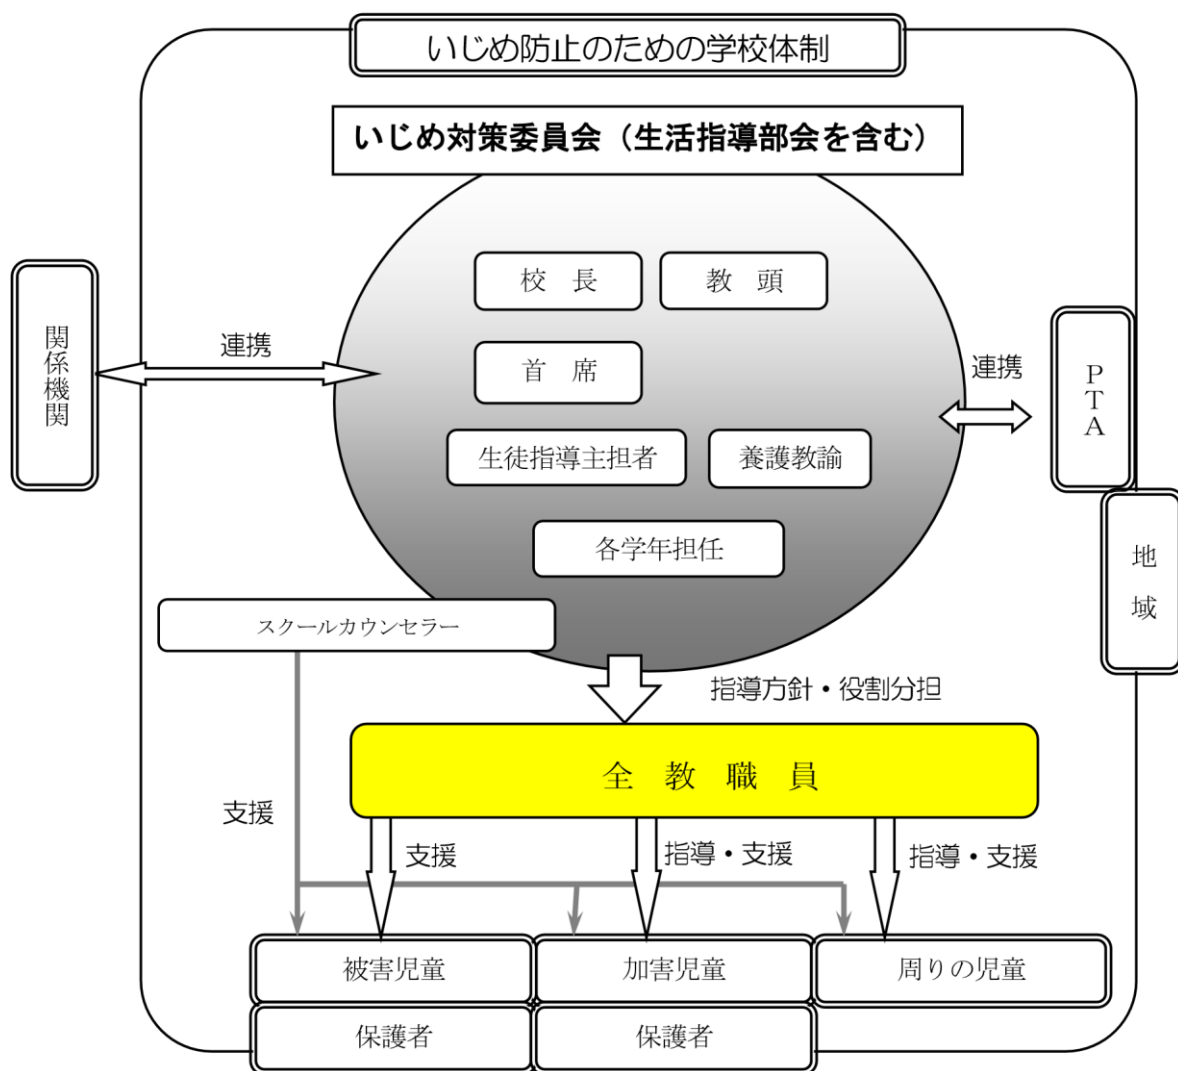 いじめ防止のための学校体制
いじめ対策委員会（生活指導部会を含む）
校　長
教　頭
首　席
生徒指導主担者
養護教諭
各学年担任
スクールカウンセラー
関係機関
連携
連携
ＰＴＡ
地　域
指導方針・役割分担
全　教　職　員
支援
支援
指導・支援
指導・支援
被害児童
加害児童
周りの児童
保護者
保護者